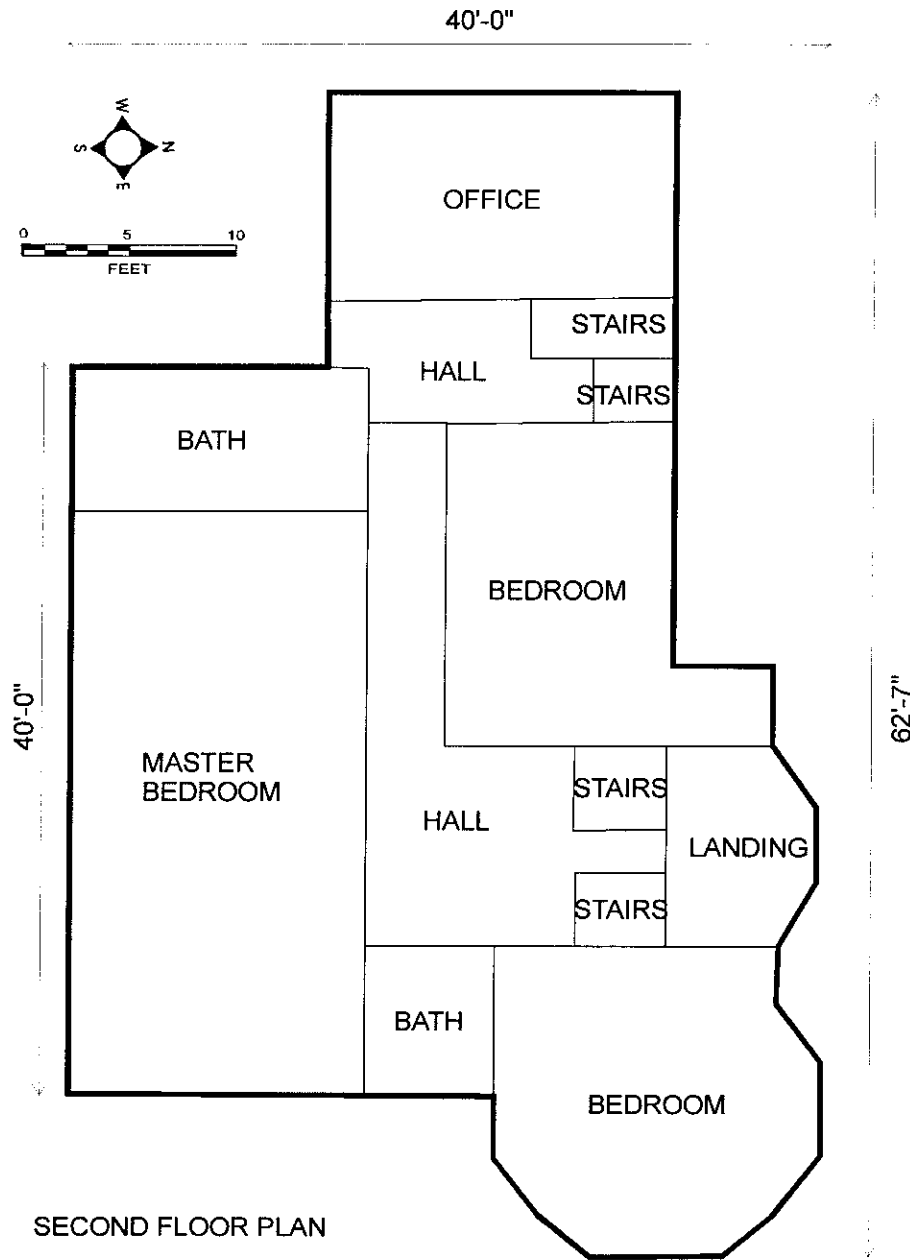 40'-0"
W
S
N
E
0 5 10
FEET
OFFICE
STAIRS
HALL
STAIRS
BATH
BEDROOM
40'-0"
62'-7"
MASTER
BEDROOM
STAIRS
HALL
LANDING
STAIRS
BATH
BEDROOM
SECOND FLOOR PLAN